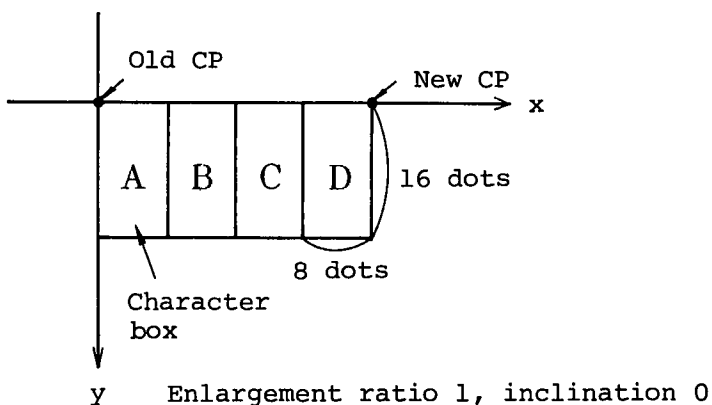 Old CP
New CP
x
A B C D
16 dots
8 dots
Character
box
y Enlargement ratio 1, inclination 0